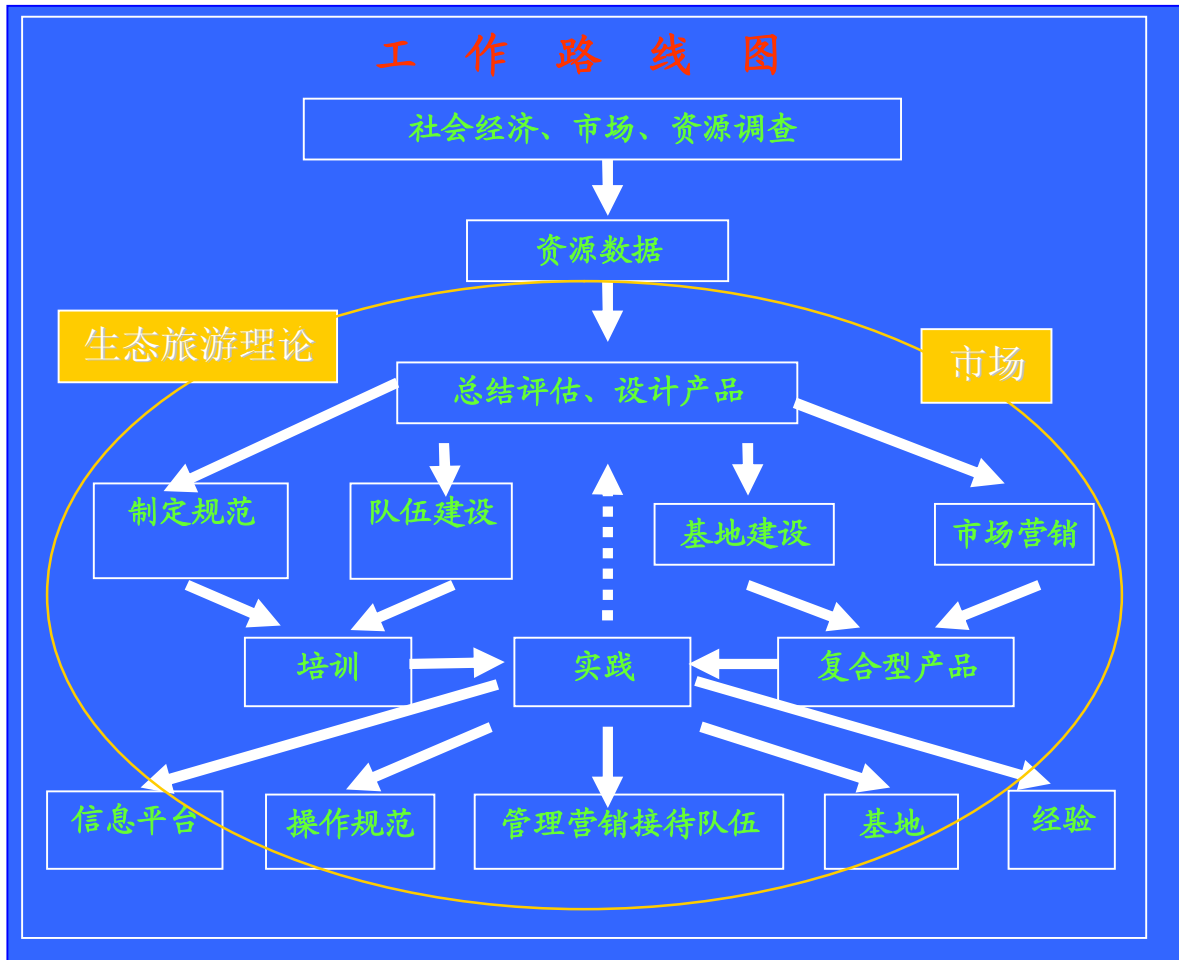 工作路线图
社会经济、市场、资源调查
资源数据
生态旅游理论
市场
总结评估、设计产品
制定规范
队伍建设
基地建设
市场营销
培训
实践
复合型产品
信息平台
操作规范
管理营销接待队伍
基地
经验